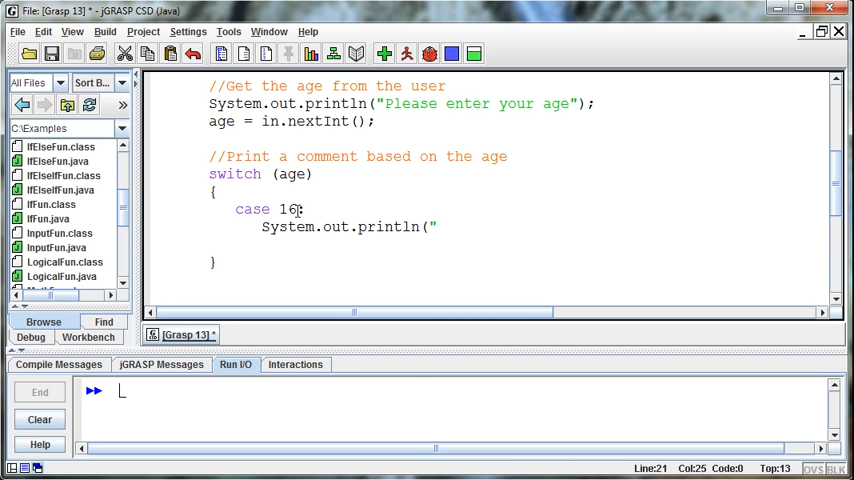 File: [Grasp 13] * - jGRASP CSD (Java)
File Edit View Build Project Settings Tools Window Help
All Files Sort B...
C:\Examples
IfElseFun.class
IfElseFun.java
IfElseIfFun.class
IfElseIfFun.java
IfFun.class
IfFun.java
InputFun.class
InputFun.java
LogicalFun.class
LogicalFun.java
Browse Find
Debug Workbench
//Get the age from the user
System.out.println("Please enter your age");
age = in.nextInt();
//Print a comment based on the age
switch (age)
{
case 16:
System.out.println("
}
[Grasp 13] *
Compile Messages jGRASP Messages Run I/O Interactions
End
Clear
Help
Line:21 Col:25 Code:0 Top:13 OVS BLK